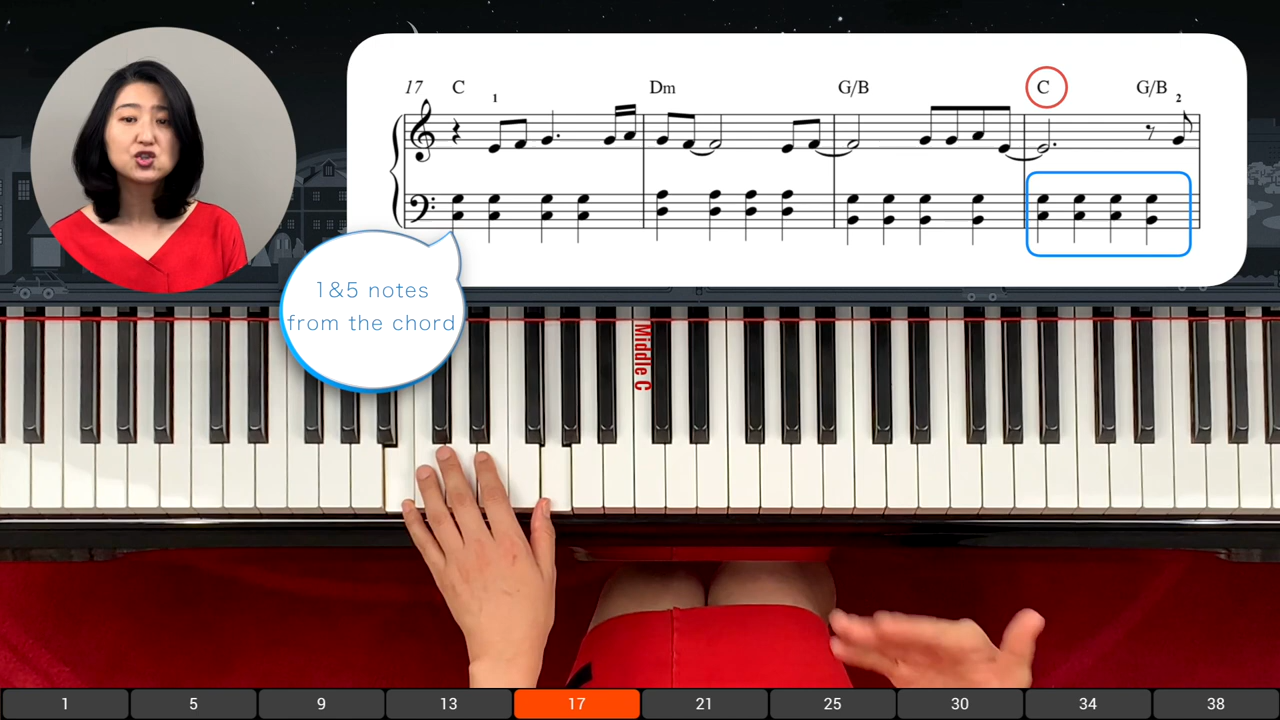 17 C Dm G/B C G/B
1 2
1&5 notes
from the chord
Middle C
1 5 9 13 17 21 25 30 34 38